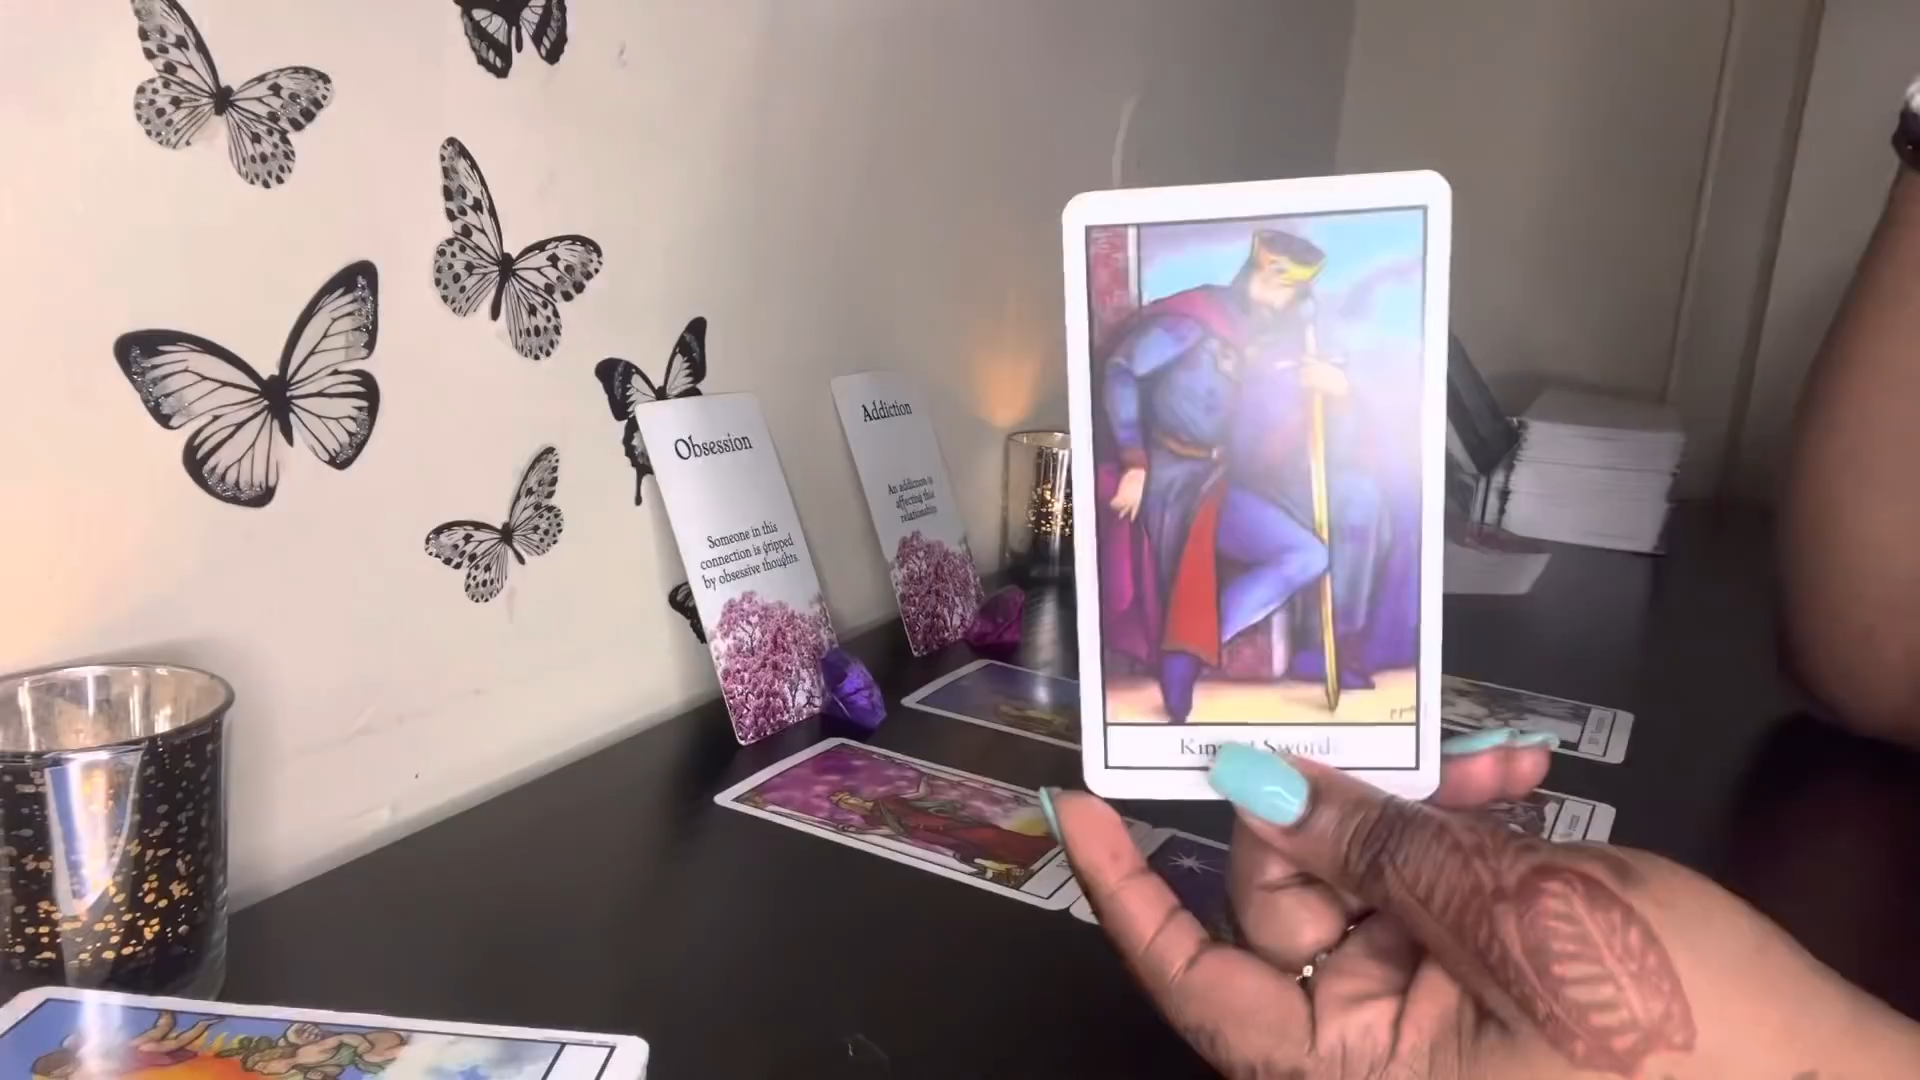 Obsession
Someone in this
connection is gripped
by obsessive thoughts.
Addiction
An addiction is
affecting this
relationship
King of Swords